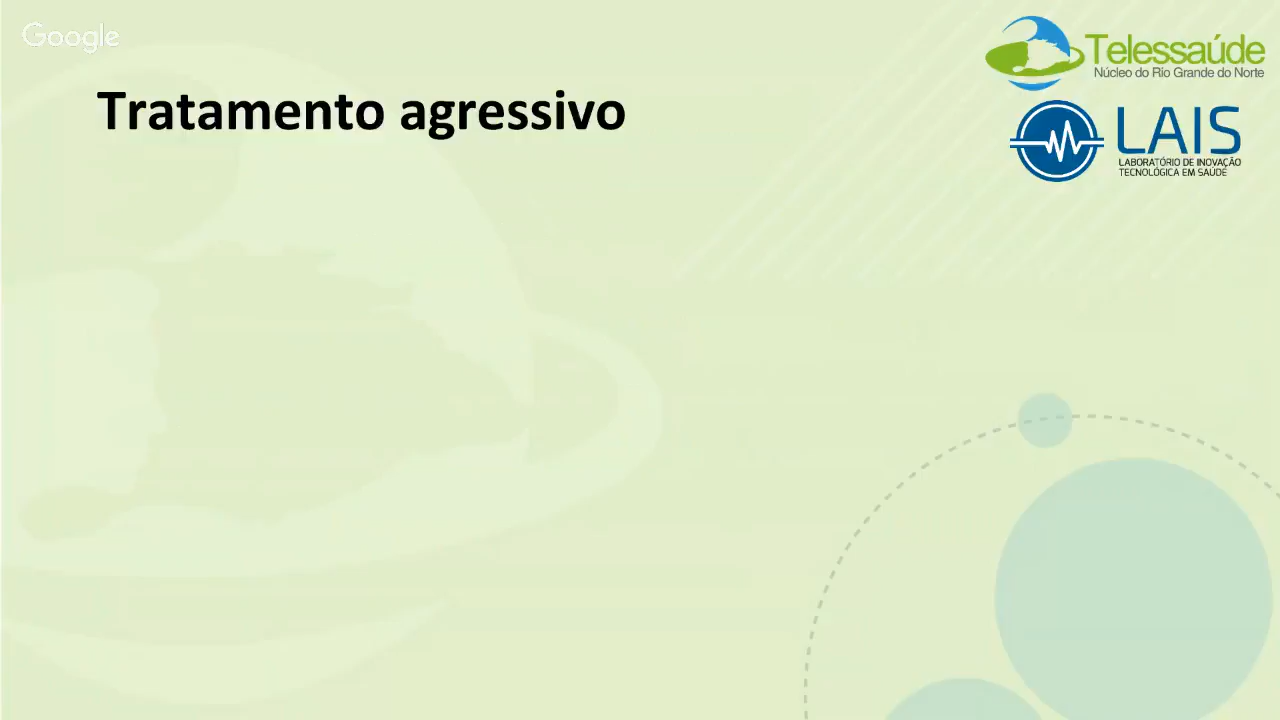 Google
Tratamento agressivo
Telessaúde
Núcleo do Rio Grande do Norte
LAIS
LABORATÓRIO DE INOVAÇÃO
TECNOLÓGICA EM SAÚDE